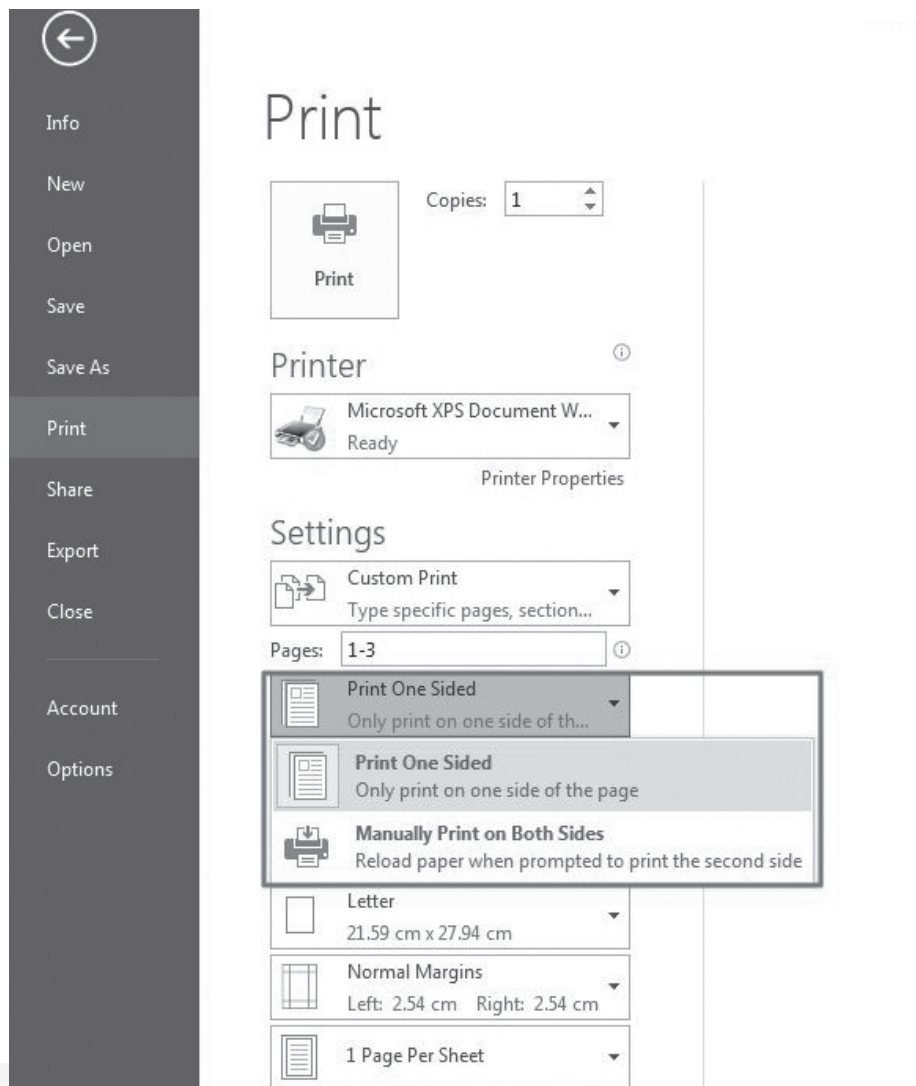 Info
New
Open
Save
Save As
Print
Share
Export
Close
Account
Options
Print
Copies: 1
Print
Printer
Microsoft XPS Document W...
Ready
Printer Properties
Settings
Custom Print
Type specific pages, section...
Pages: 1-3
Print One Sided
Only print on one side of th...
Print One Sided
Only print on one side of the page
Manually Print on Both Sides
Reload paper when prompted to print the second side
Letter
21.59 cm x 27.94 cm
Normal Margins
Left: 2.54 cm Right: 2.54 cm
1 Page Per Sheet